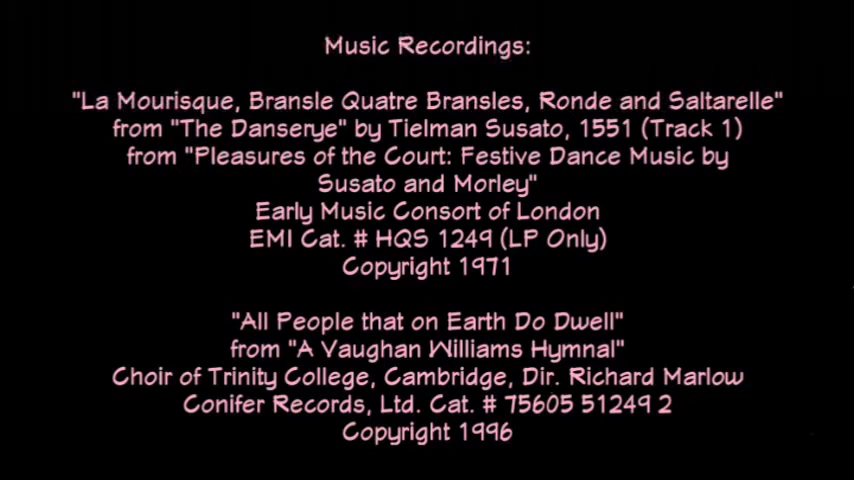 Music Recordings:
"La Mourisque, Bransle Quatre Bransles, Ronde and Saltarelle"
from "The Danserye" by Tielman Susato, 1551 (Track 1)
from "Pleasures of the Court: Festive Dance Music by
Susato and Morley"
Early Music Consort of London
EMI Cat. # HQS 1249 (LP Only)
Copyright 1971
"All People that on Earth Do Dwell"
from "A Vaughan Williams Hymnal"
Choir of Trinity College, Cambridge, Dir. Richard Marlow
Conifer Records, Ltd. Cat. # 75605 51249 2
Copyright 1996